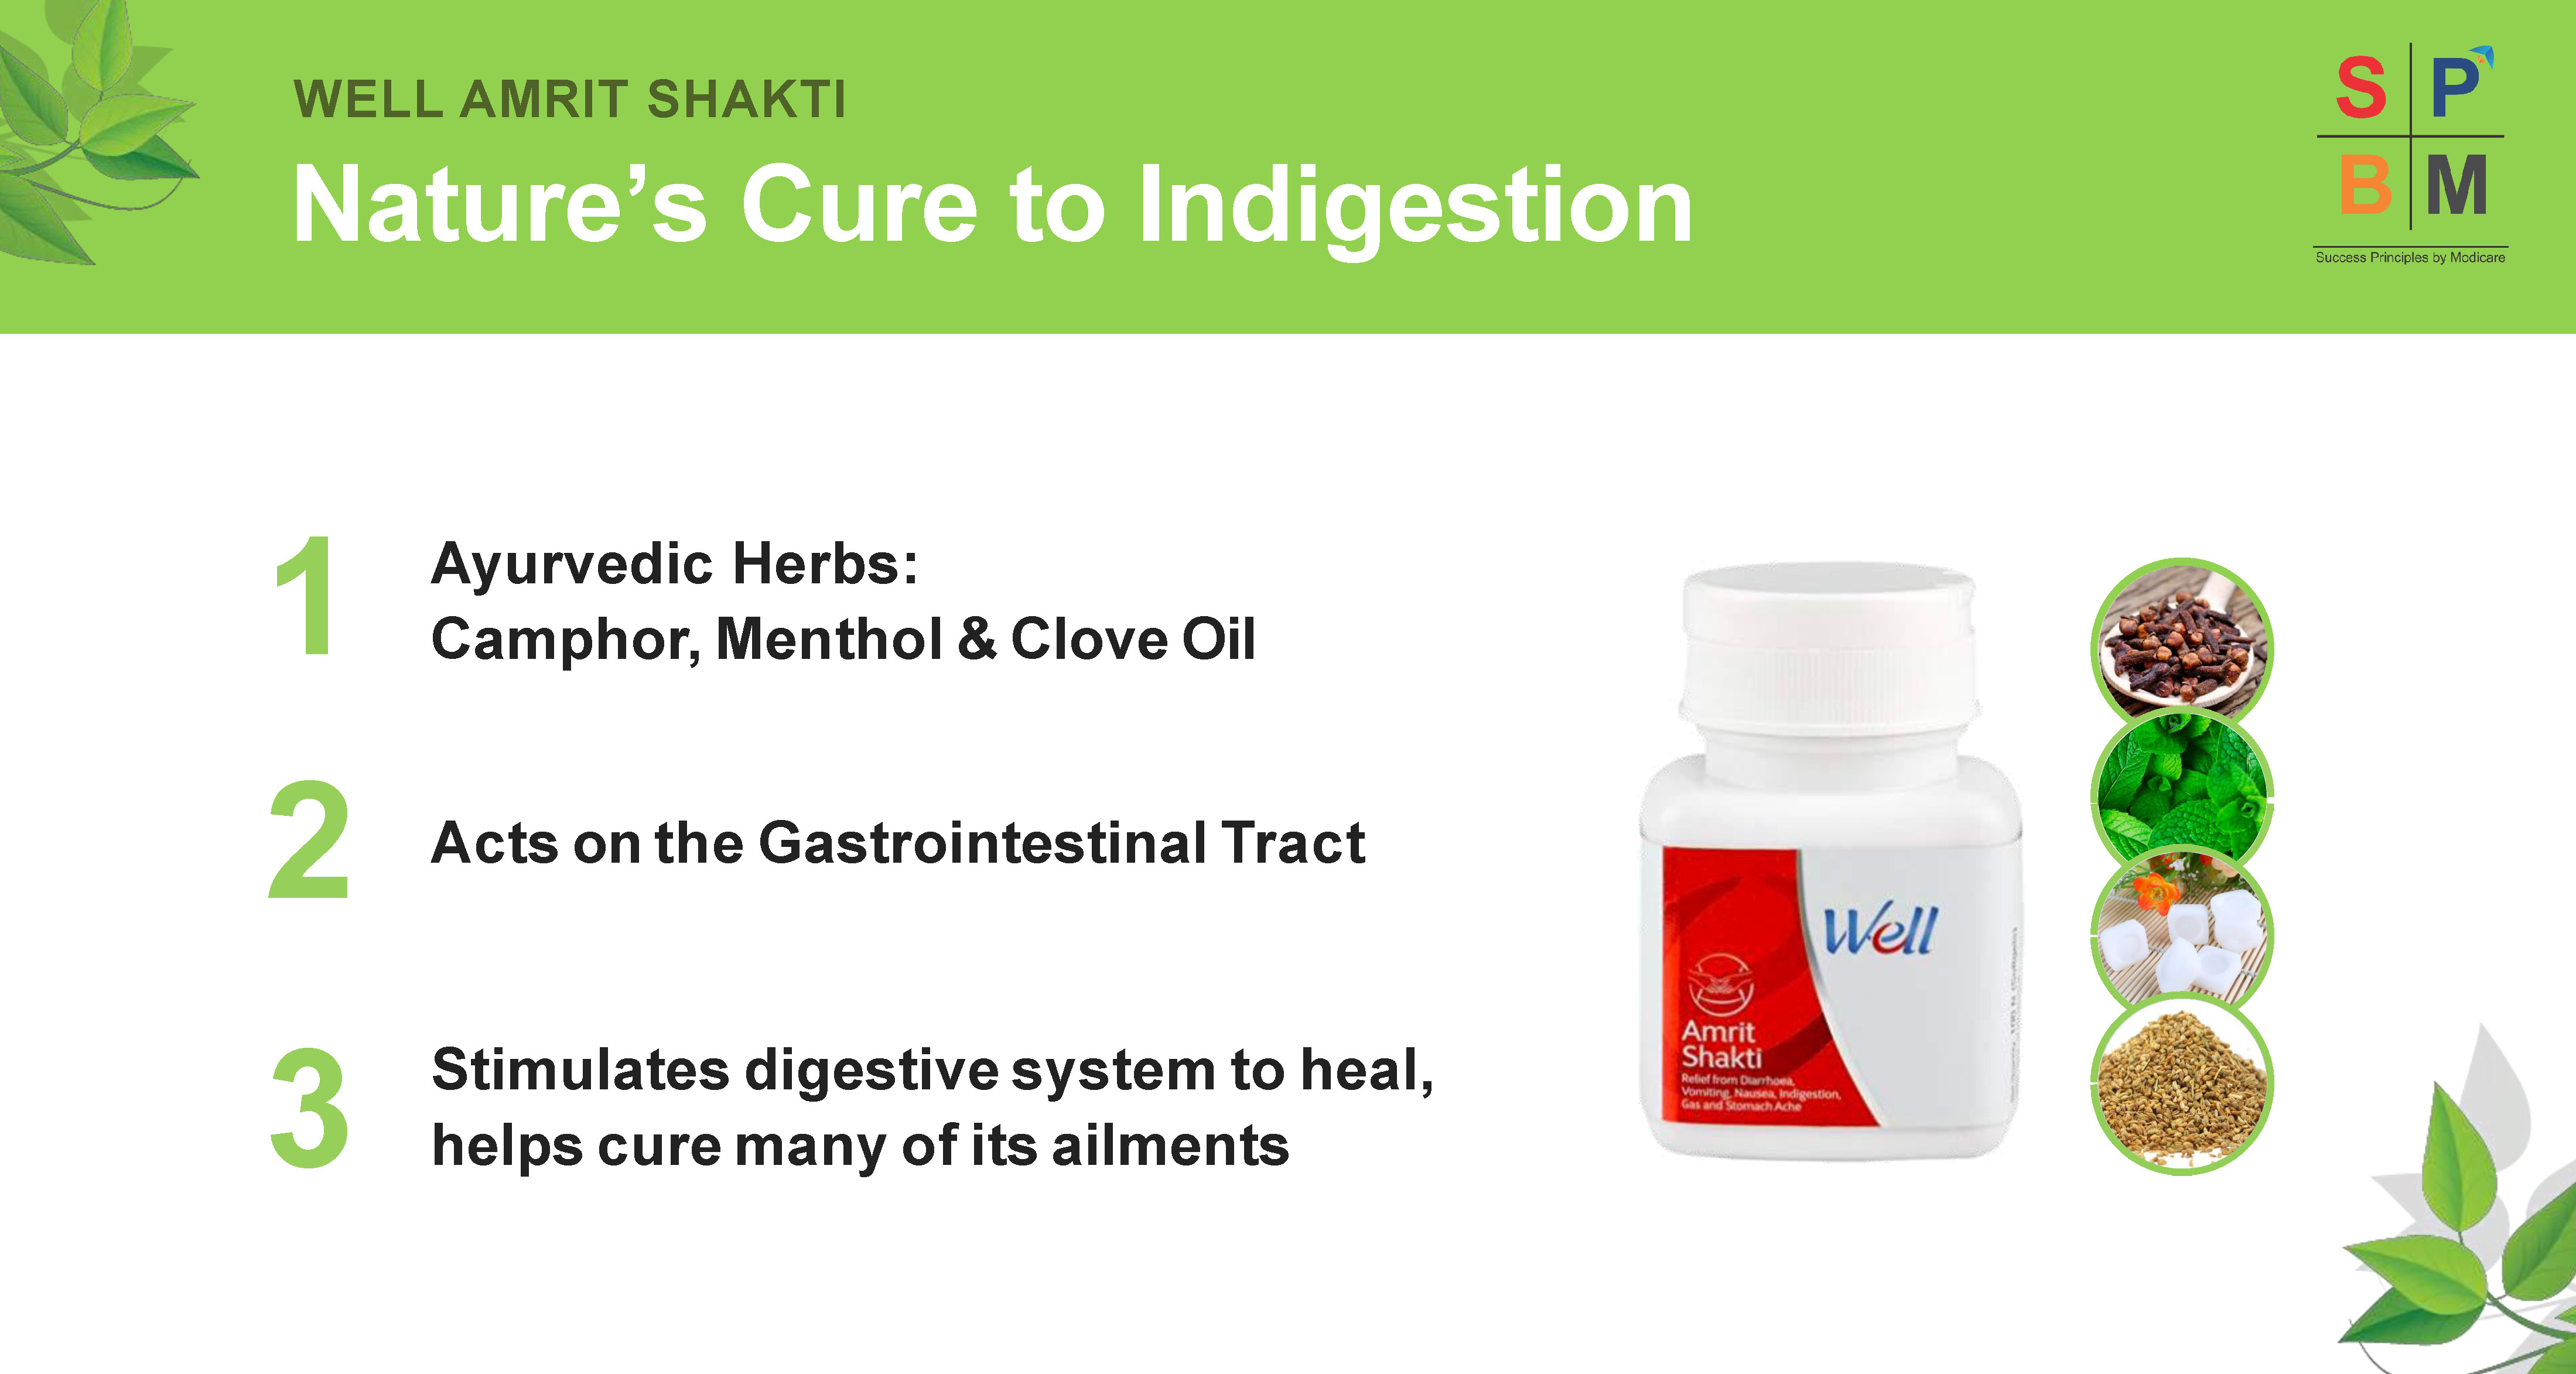 WELL AMRIT SHAKTI
Nature’s Cure to Indigestion
S P
B M
Success Principles by Modicare
1
Ayurvedic Herbs:
Camphor, Menthol & Clove Oil
2
Acts on the Gastrointestinal Tract
3
Stimulates digestive system to heal,
helps cure many of its ailments
Well
Amrit
Shakti
Relief from Diarrhoea,
Vomiting, Nausea, Indigestion,
Gas and Stomach Ache